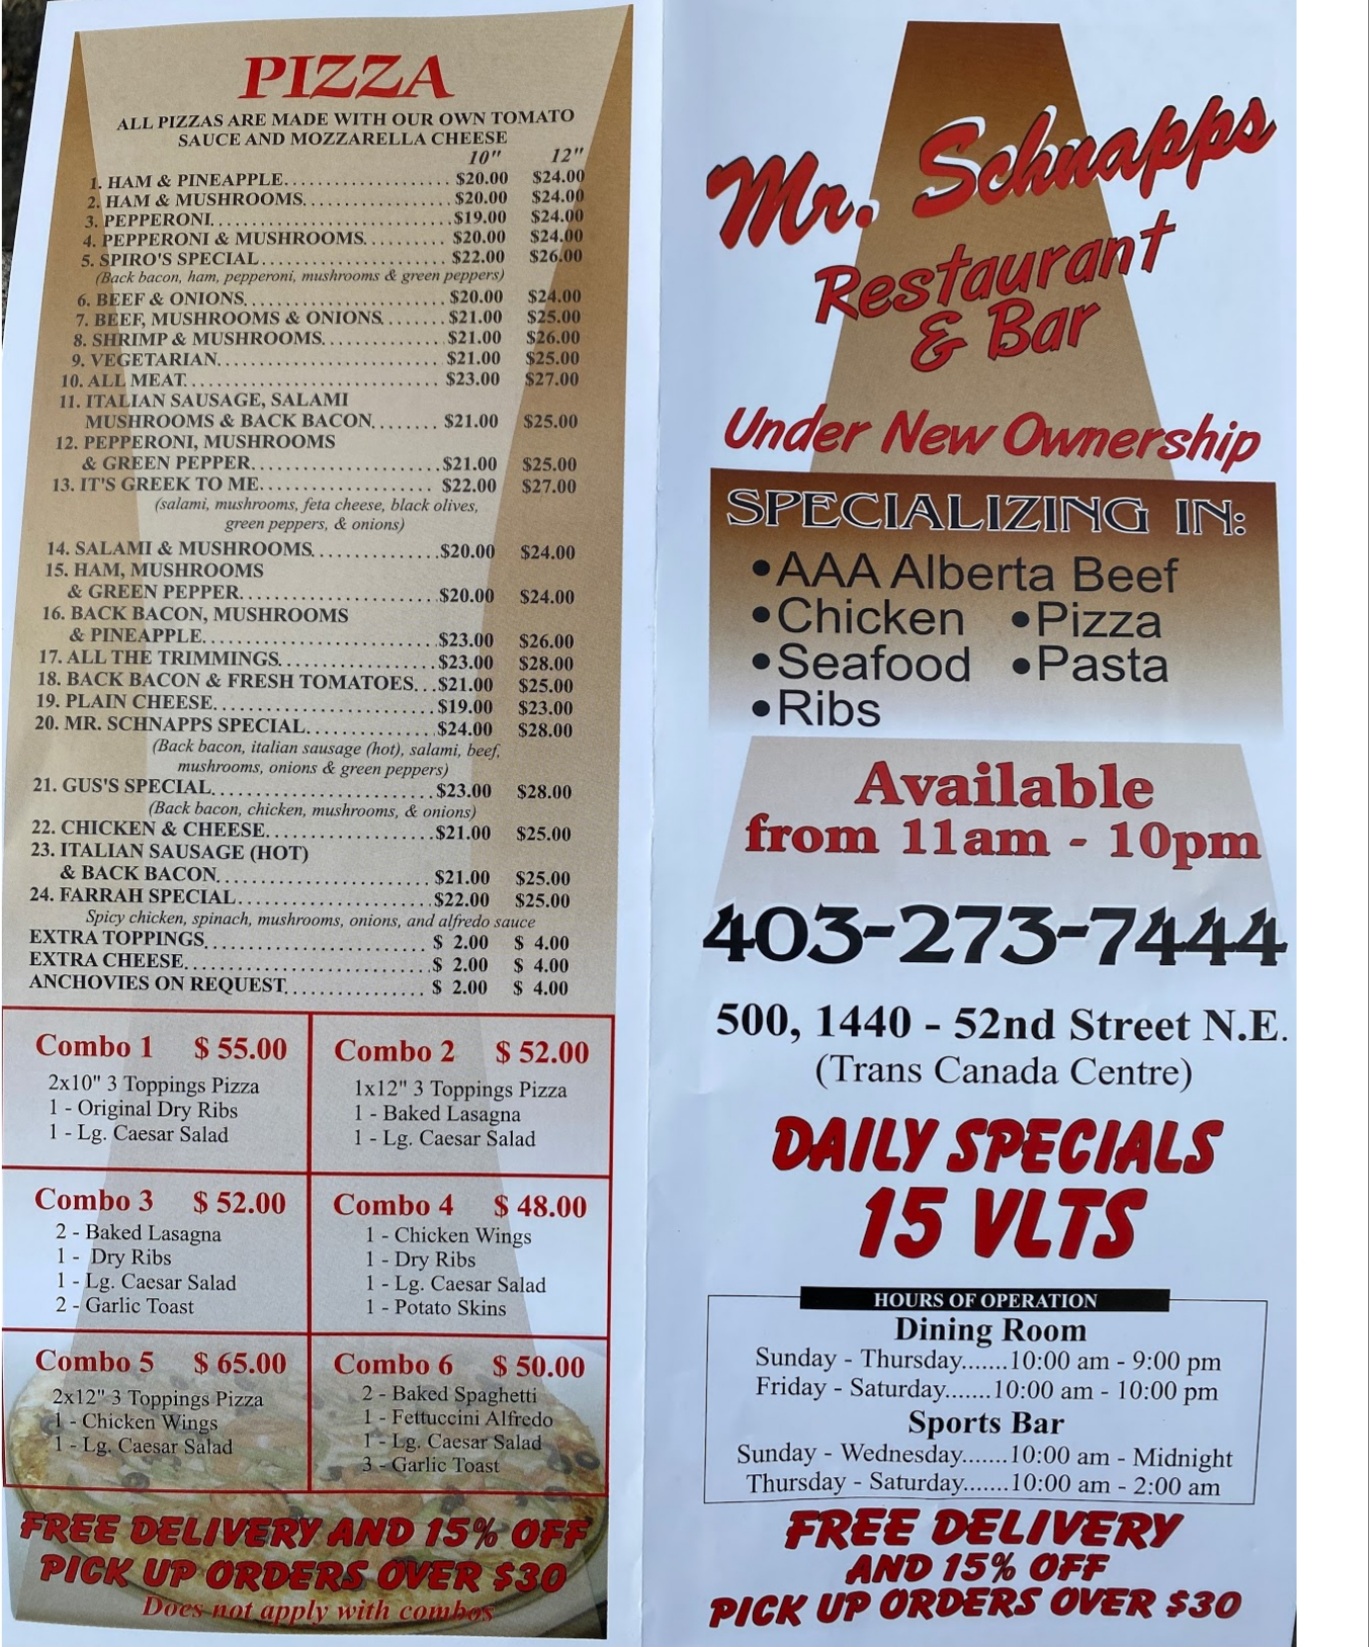 PIZZA
ALL PIZZAS ARE MADE WITH OUR OWN TOMATO
SAUCE AND MOZZARELLA CHEESE
10" 12"
1. HAM & PINEAPPLE.................... $20.00 $24.00
2. HAM & MUSHROOMS.................. $20.00 $24.00
3. PEPPERONI............................. $19.00 $24.00
4. PEPPERONI & MUSHROOMS.......... $20.00 $24.00
5. SPIRO'S SPECIAL....................... $22.00 $26.00
(Back bacon, ham, pepperoni, mushrooms & green peppers)
6. BEEF & ONIONS......................... $20.00 $24.00
7. BEEF, MUSHROOMS & ONIONS....... $21.00 $25.00
8. SHRIMP & MUSHROOMS.............. $21.00 $26.00
9. VEGETARIAN........................... $21.00 $25.00
10. ALL MEAT.............................. $23.00 $27.00
11. ITALIAN SAUSAGE, SALAMI
MUSHROOMS & BACK BACON........ $21.00 $25.00
12. PEPPERONI, MUSHROOMS
& GREEN PEPPER....................... $21.00 $25.00
13. IT'S GREEK TO ME..................... $22.00 $27.00
(salami, mushrooms, feta cheese, black olives,
green peppers, & onions)
14. SALAMI & MUSHROOMS............... $20.00 $24.00
15. HAM, MUSHROOMS
& GREEN PEPPER........................ $20.00 $24.00
16. BACK BACON, MUSHROOMS
& PINEAPPLE............................ $23.00 $26.00
17. ALL THE TRIMMINGS.................. $23.00 $28.00
18. BACK BACON & FRESH TOMATOES... $21.00 $25.00
19. PLAIN CHEESE.......................... $19.00 $23.00
20. MR. SCHNAPPS SPECIAL............... $24.00 $28.00
(Back bacon, italian sausage (hot), salami, beef,
mushrooms, onions & green peppers)
21. GUS'S SPECIAL.......................... $23.00 $28.00
(Back bacon, chicken, mushrooms, & onions)
22. CHICKEN & CHEESE.................... $21.00 $25.00
23. ITALIAN SAUSAGE (HOT)
& BACK BACON.......................... $21.00 $25.00
24. FARRAH SPECIAL....................... $22.00 $25.00
Spicy chicken, spinach, mushrooms, onions, and alfredo sauce
EXTRA TOPPINGS........................... $ 2.00 $ 4.00
EXTRA CHEESE............................. $ 2.00 $ 4.00
ANCHOVIES ON REQUEST................. $ 2.00 $ 4.00
Combo 1 $ 55.00
2x10" 3 Toppings Pizza
1 - Original Dry Ribs
1 - Lg. Caesar Salad
Combo 2 $ 52.00
1x12" 3 Toppings Pizza
1 - Baked Lasagna
1 - Lg. Caesar Salad
Combo 3 $ 52.00
2 - Baked Lasagna
1 - Dry Ribs
1 - Lg. Caesar Salad
2 - Garlic Toast
Combo 4 $ 48.00
1 - Chicken Wings
1 - Dry Ribs
1 - Lg. Caesar Salad
1 - Potato Skins
Combo 5 $ 65.00
2x12" 3 Toppings Pizza
1 - Chicken Wings
1 - Lg. Caesar Salad
Combo 6 $ 50.00
2 - Baked Spaghetti
1 - Fettuccini Alfredo
1 - Lg. Caesar Salad
3 - Garlic Toast
FREE DELIVERY AND 15% OFF
PICK UP ORDERS OVER $30
Does not apply with combos
Mr. Schnapps
Restaurant
& Bar
Under New Ownership
SPECIALIZING IN:
•AAA Alberta Beef
•Chicken •Pizza
•Seafood •Pasta
•Ribs
Available
from 11am - 10pm
403-273-7444
500, 1440 - 52nd Street N.E.
(Trans Canada Centre)
DAILY SPECIALS
15 VLTS
HOURS OF OPERATION
Dining Room
Sunday - Thursday.......10:00 am - 9:00 pm
Friday - Saturday.......10:00 am - 10:00 pm
Sports Bar
Sunday - Wednesday.......10:00 am - Midnight
Thursday - Saturday.......10:00 am - 2:00 am
FREE DELIVERY
AND 15% OFF
PICK UP ORDERS OVER $30